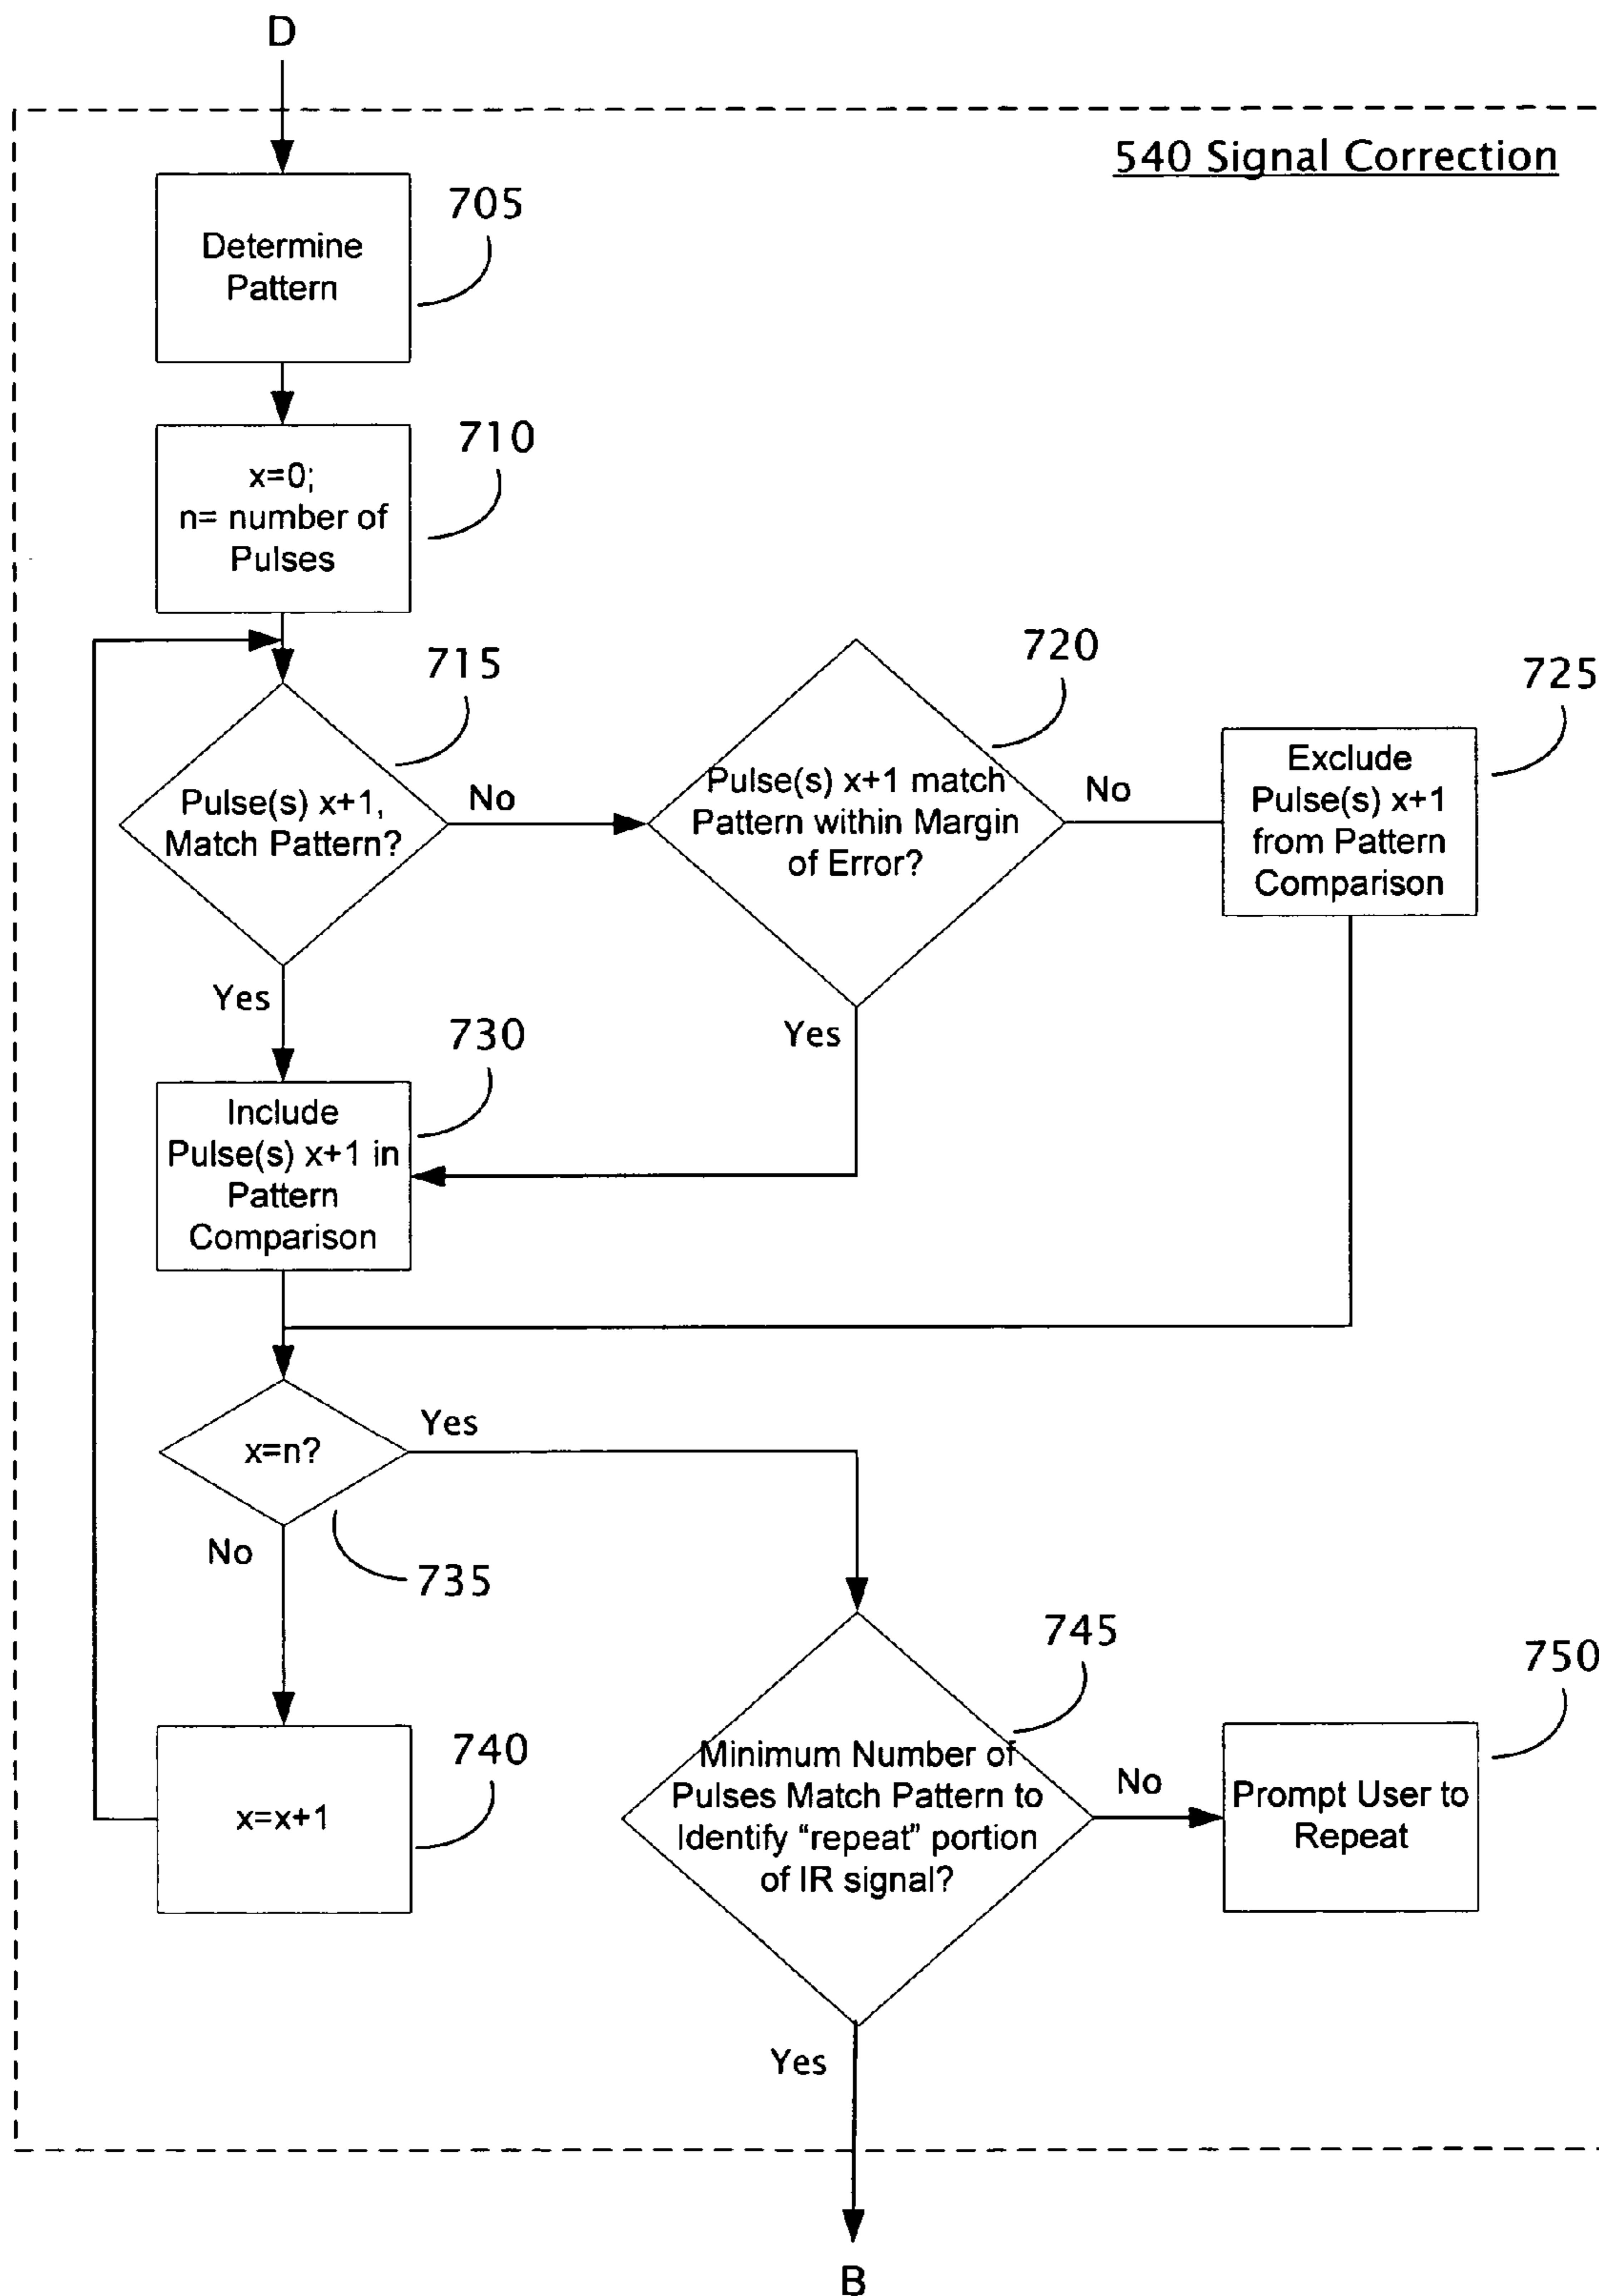 D
540 Signal Correction
705
Determine
Pattern
710
x=0;
n= number of
Pulses
715
Pulse(s) x+1,
Match Pattern?
No
720
Pulse(s) x+1 match
Pattern within Margin
of Error?
No
725
Exclude
Pulse(s) x+1
from Pattern
Comparison
Yes
Yes
730
Include
Pulse(s) x+1 in
Pattern
Comparison
x=n?
Yes
No
735
740
x=x+1
745
Minimum Number of
Pulses Match Pattern to
Identify “repeat” portion
of IR signal?
No
750
Prompt User to
Repeat
Yes
B